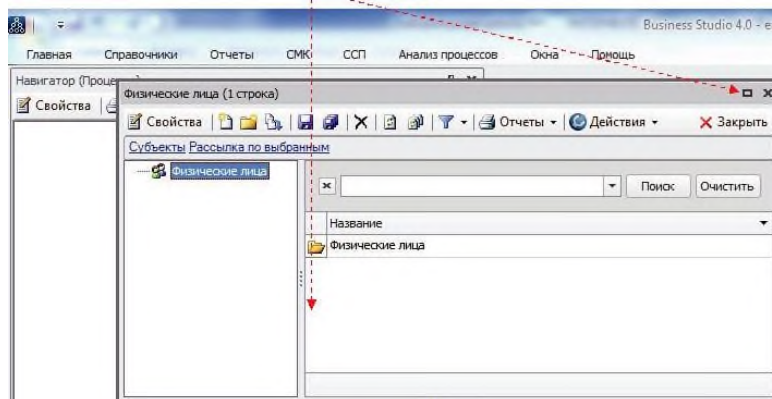 Business Studio 4.0 - e
Главная Справочники Отчеты СМК ССП Анализ процессов Окна Помощь
Навигатор (Проце
Физические лица (1 строка)
Свойства
Свойства Отчеты Действия Закрыть
Субъекты Рассылка по выбранным
Физические лица
Поиск Очистить
Название
Физические лица